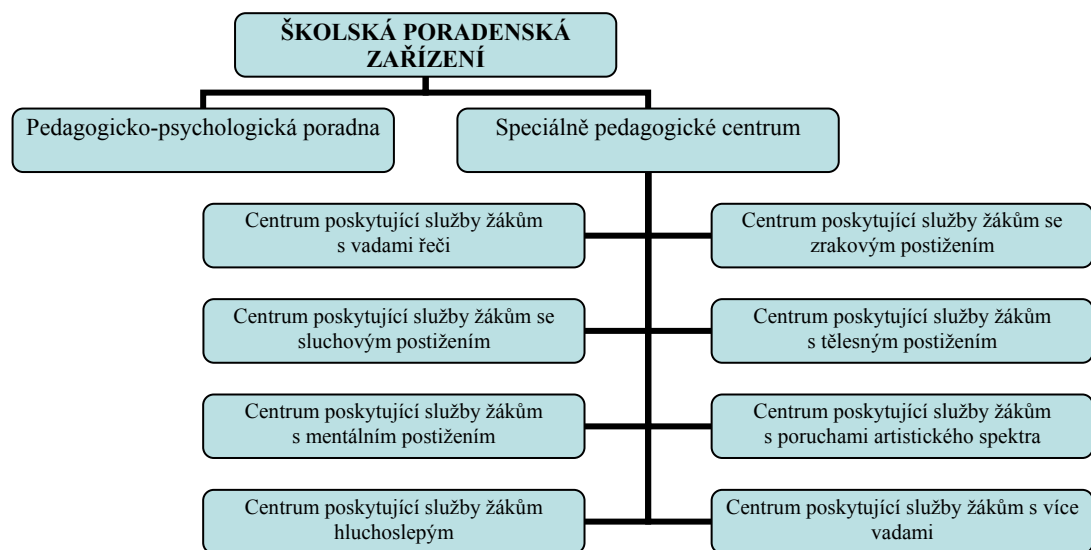 ŠKOLSKÁ PORADENSKÁ
ZAŘÍZENÍ
Pedagogicko-psychologická poradna
Speciálně pedagogické centrum
Centrum poskytující služby žákům
s vadami řeči
Centrum poskytující služby žákům se
zrakovým postižením
Centrum poskytující služby žákům se
sluchovým postižením
Centrum poskytující služby žákům
s tělesným postižením
Centrum poskytující služby žákům
s mentálním postižením
Centrum poskytující služby žákům
s poruchami artistického spektra
Centrum poskytující služby žákům
hluchoslepým
Centrum poskytující služby žákům s více
vadami